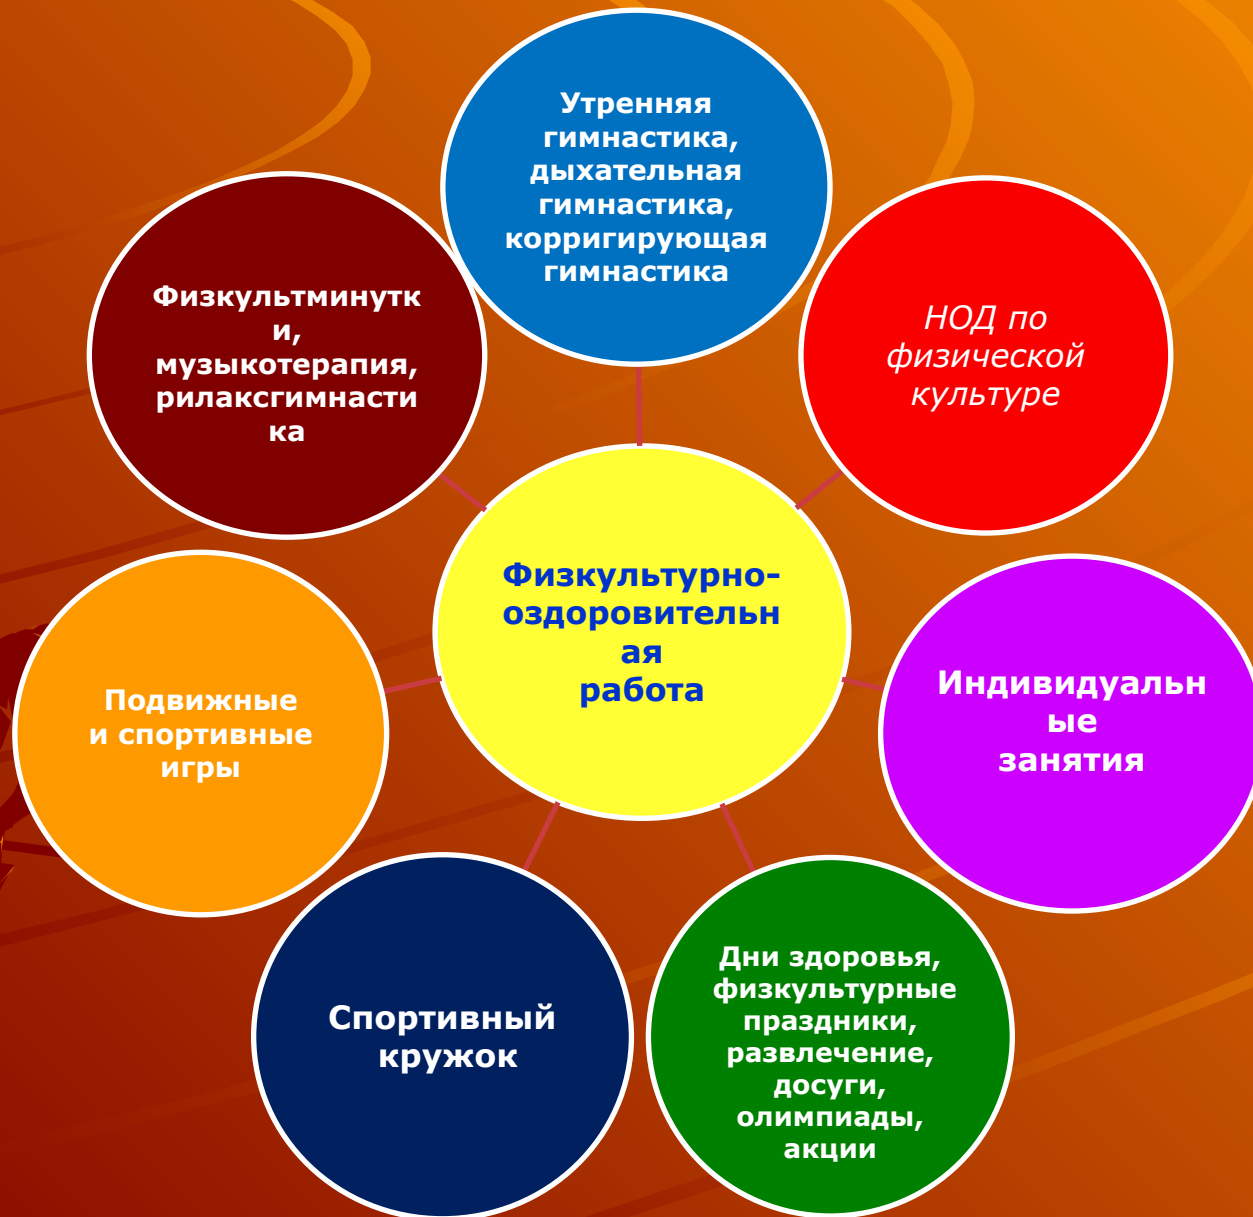 Утренняя
гимнастика,
дыхательная
гимнастика,
корригирующая
гимнастика
Физкультминутк
и,
музыкотерапия,
рилаксгимнасти
ка
НОД по
физической
культуре
Физкультурно-
оздоровительн
ая
работа
Подвижные
и спортивные
игры
Индивидуальн
ые
занятия
Спортивный
кружок
Дни здоровья,
физкультурные
праздники,
развлечение,
досуги,
олимпиады,
акции